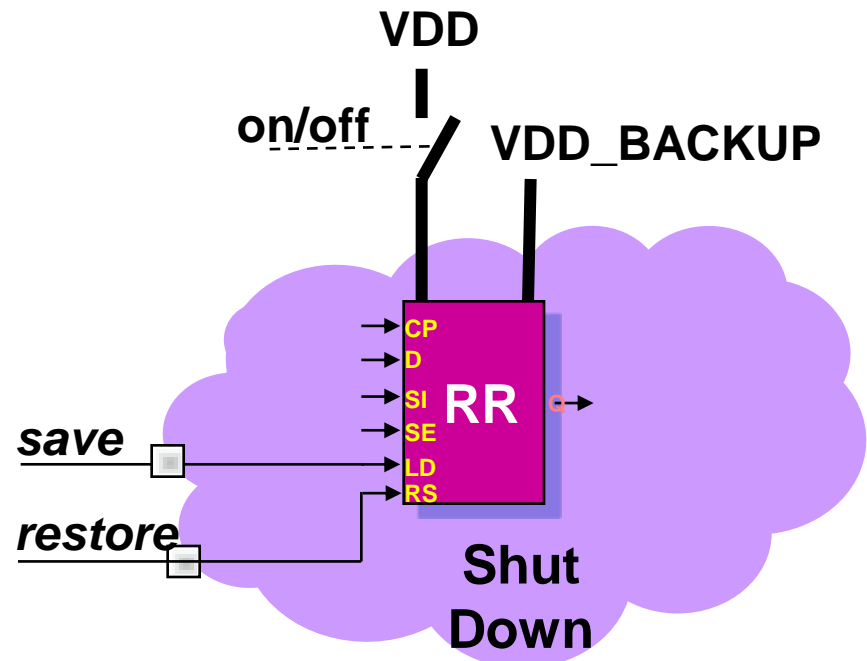 VDD
on/off
VDD_BACKUP
CP
D
SI
RR
Q
SE
save
LD
RS
restore
Shut
Down